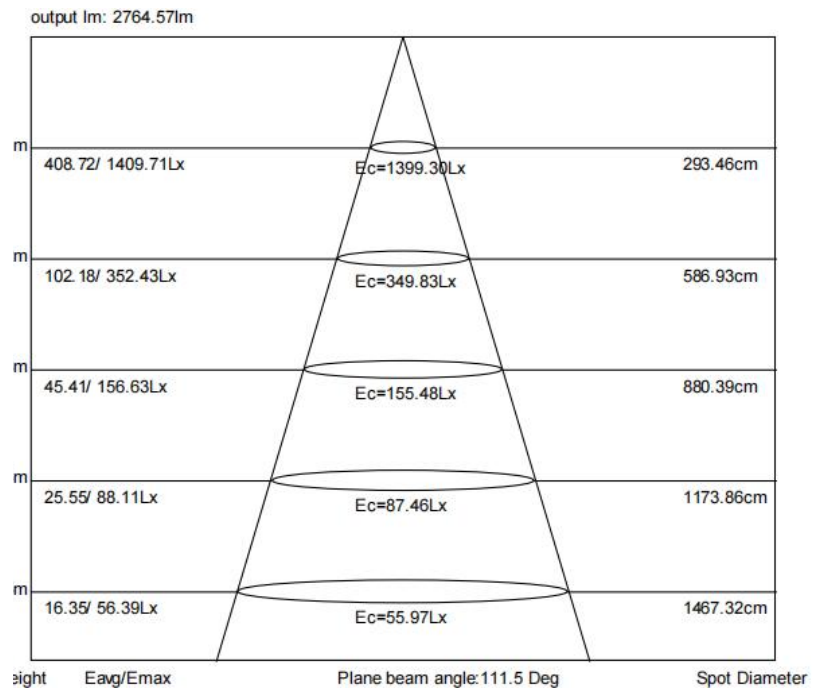 output lm: 2764.57lm
m
408.72/ 1409.71Lx Ec=1399.30Lx 293.46cm
m
102.18/ 352.43Lx Ec=349.83Lx 586.93cm
m
45.41/ 156.63Lx Ec=155.48Lx 880.39cm
m
25.55/ 88.11Lx Ec=87.46Lx 1173.86cm
m
16.35/ 56.39Lx Ec=55.97Lx 1467.32cm
eight Eavg/Emax Plane beam angle:111.5 Deg Spot Diameter